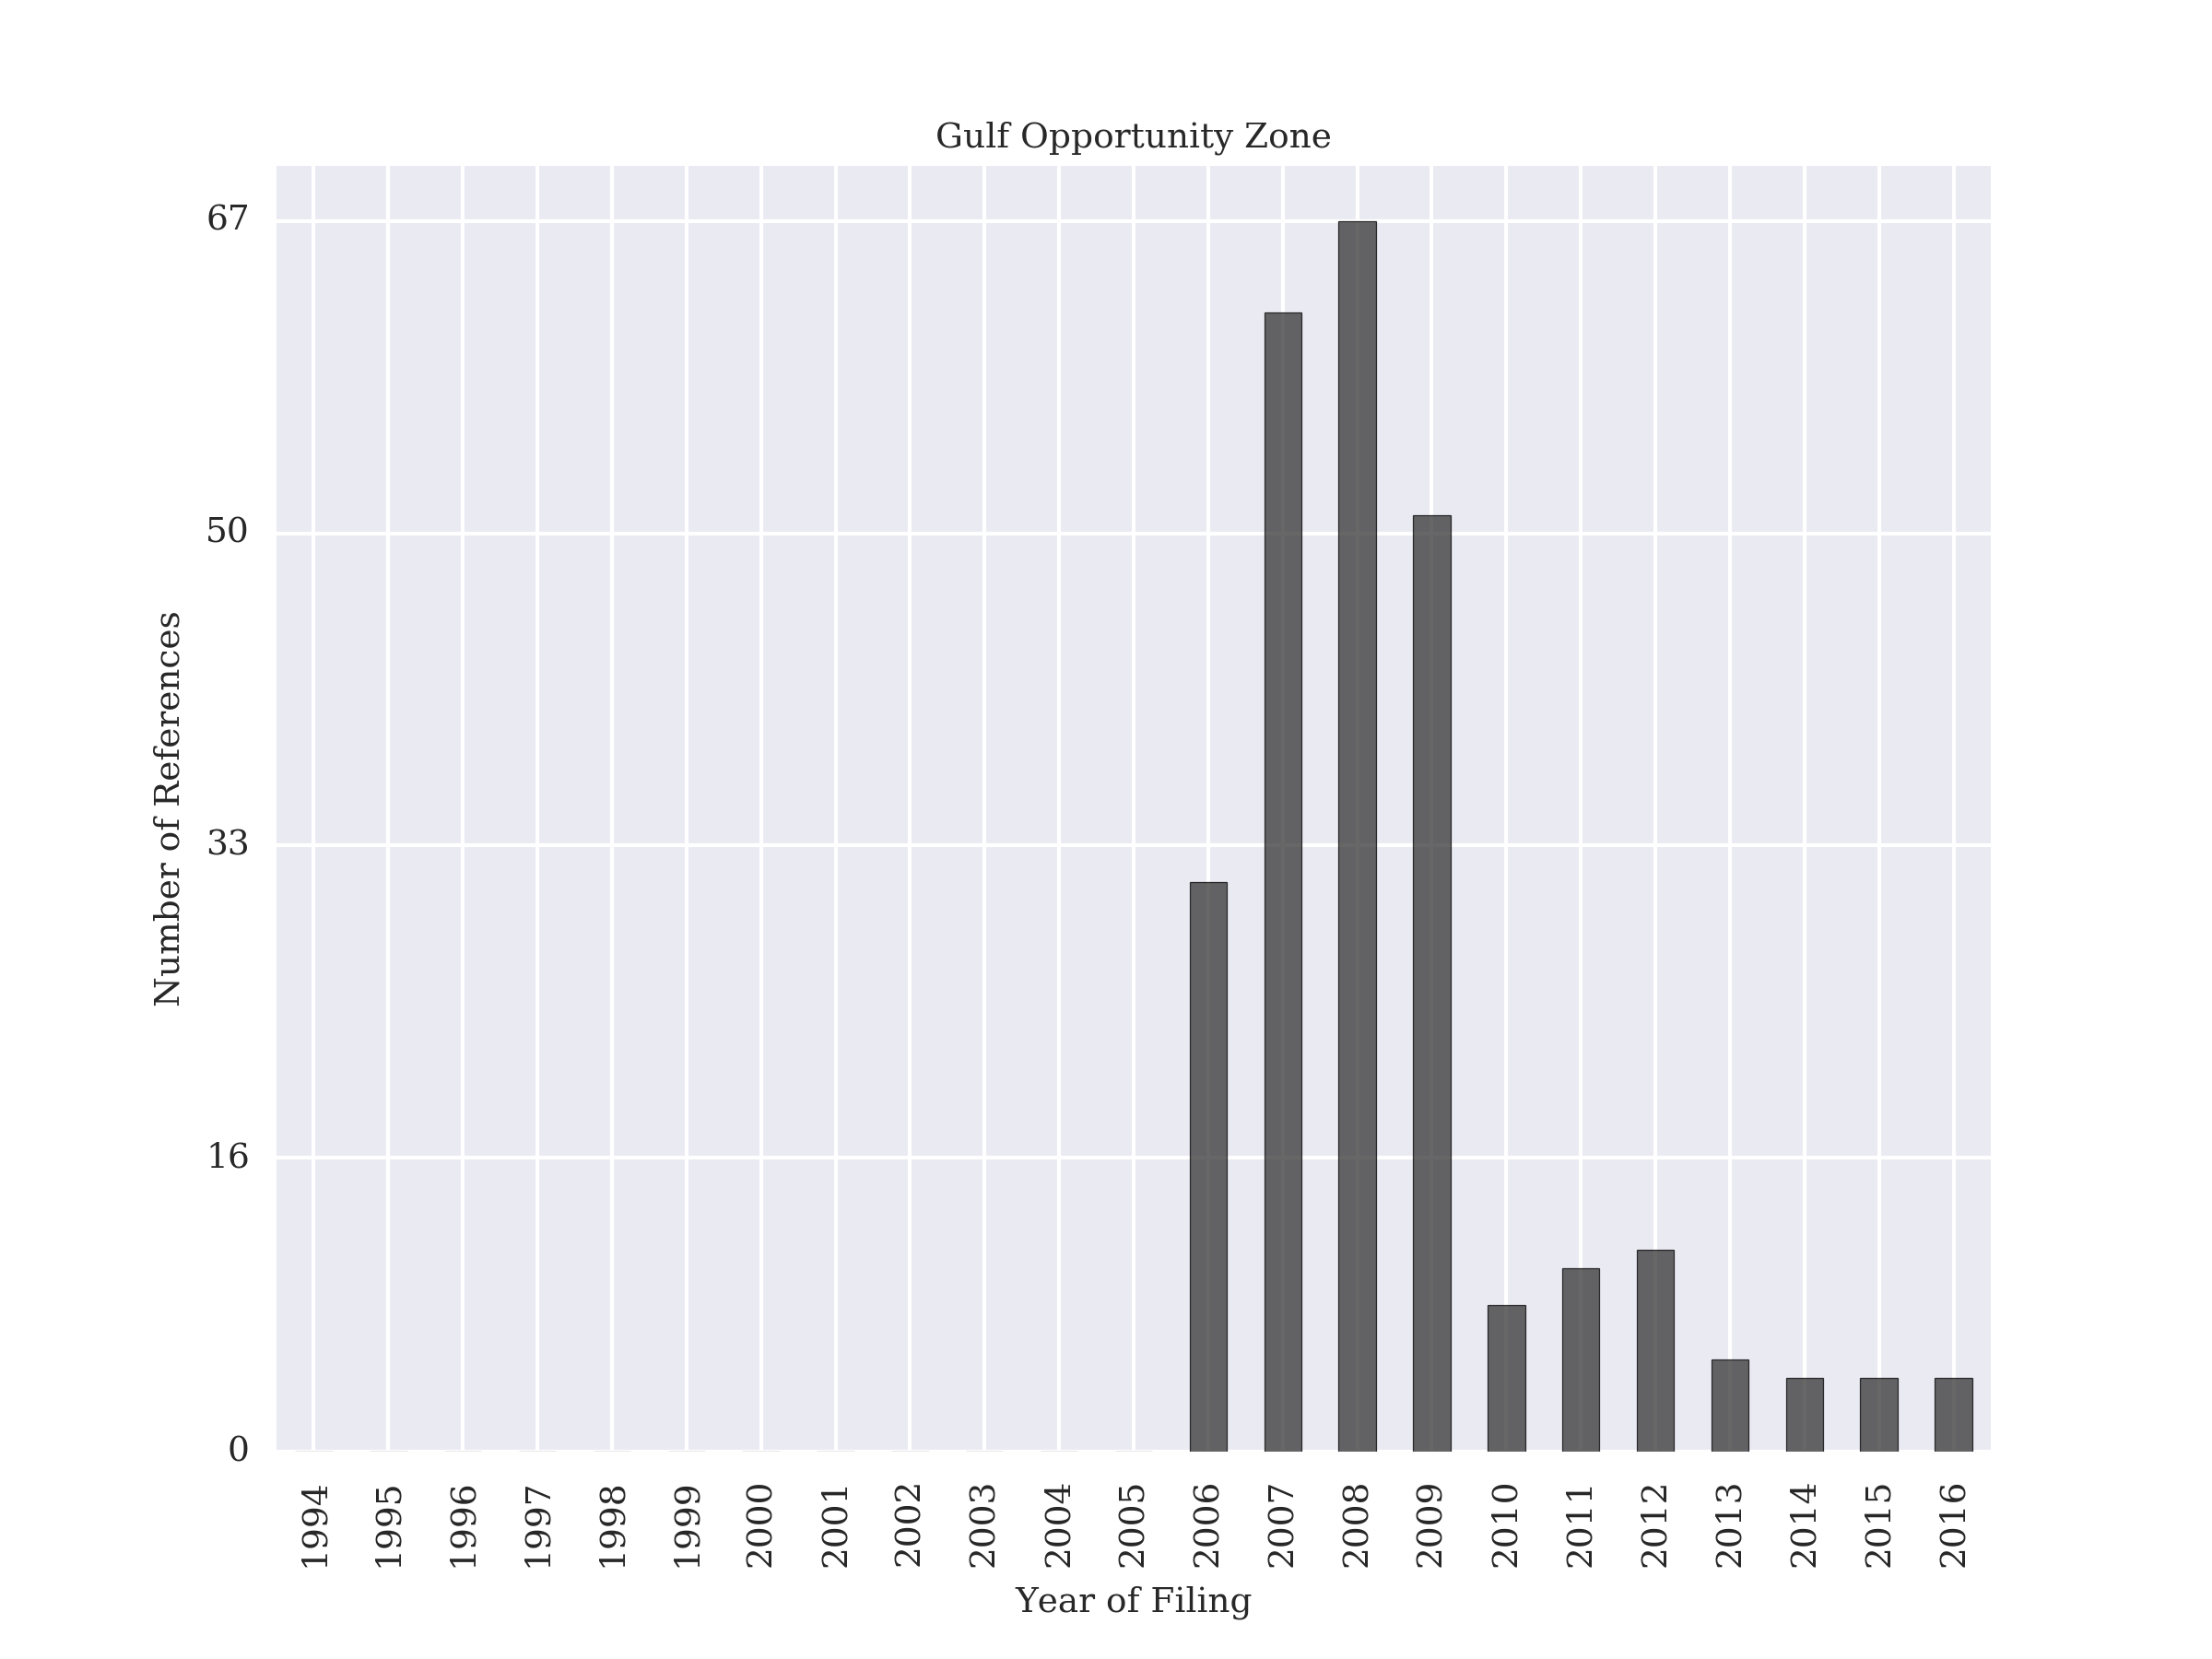 Gulf Opportunity Zone
Number of References
67
50
33
16
0
1994 1995 1996 1997 1998 1999 2000 2001 2002 2003 2004 2005 2006 2007 2008 2009 2010 2011 2012 2013 2014 2015 2016
Year of Filing